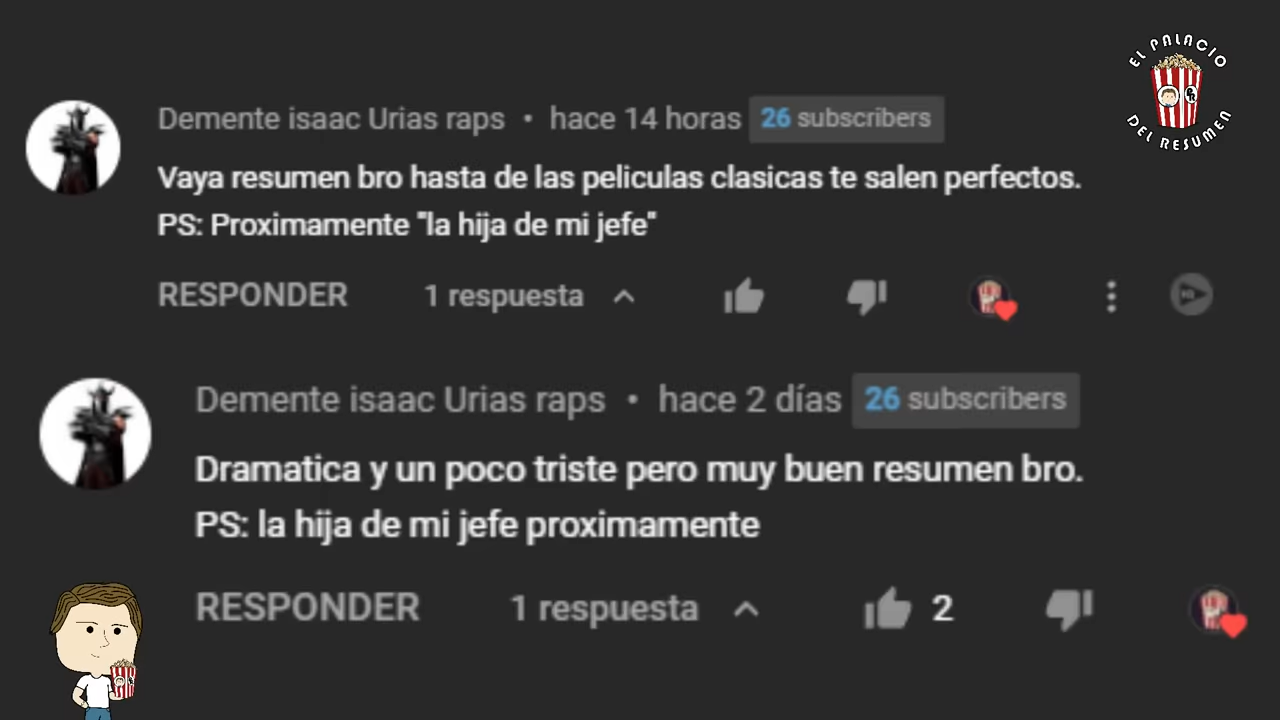 EL PALACIO
DEL RESUMEN
Demente isaac Urias raps • hace 14 horas 26 subscribers
Vaya resumen bro hasta de las peliculas clasicas te salen perfectos.
PS: Proximamente "la hija de mi jefe"
RESPONDER 1 respuesta
Demente isaac Urias raps • hace 2 días 26 subscribers
Dramatica y un poco triste pero muy buen resumen bro.
PS: la hija de mi jefe proximamente
RESPONDER 1 respuesta 2